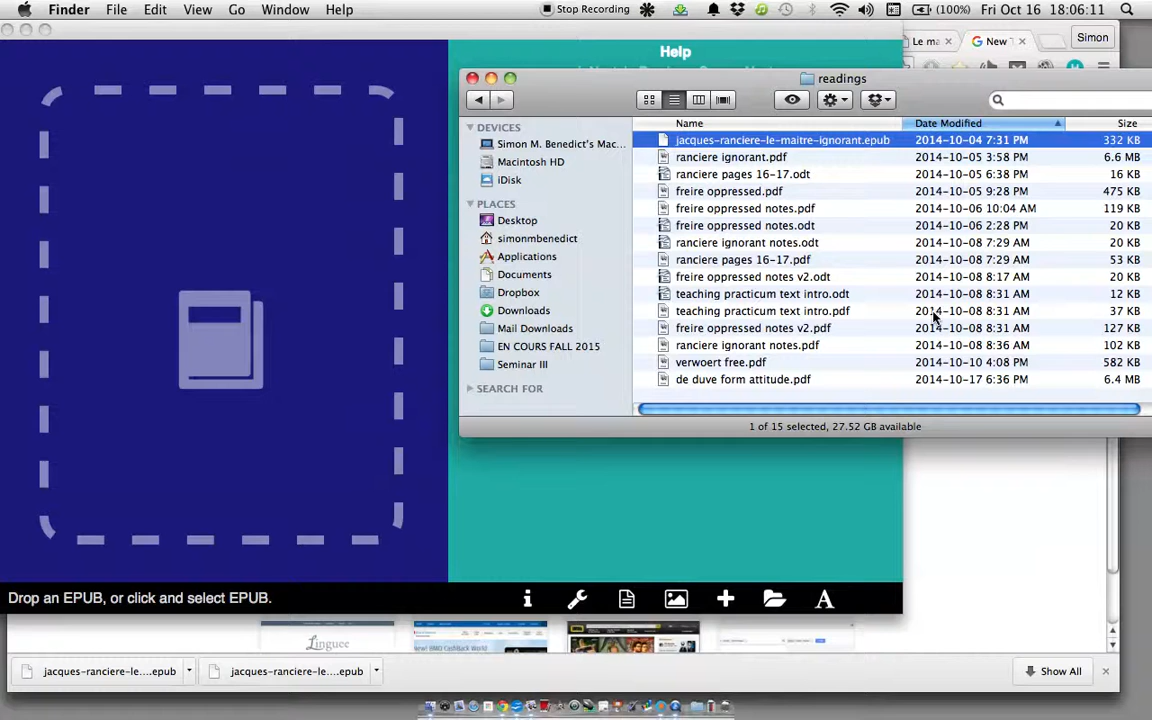 Finder File Edit View Go Window Help Stop Recording (100%) Fri Oct 16 18:06:11
Le ma
New T
Simon
Help
readings
DEVICES
Simon M. Benedict's Mac...
Macintosh HD
iDisk
PLACES
Desktop
simonmbenedict
Applications
Documents
Dropbox
Downloads
Mail Downloads
EN COURS FALL 2015
Seminar III
SEARCH FOR
Name Date Modified Size
jacques-ranciere-le-maitre-ignorant.epub 2014-10-04 7:31 PM 332 KB
ranciere ignorant.pdf 2014-10-05 3:58 PM 6.6 MB
ranciere pages 16-17.odt 2014-10-05 6:38 PM 16 KB
freire oppressed.pdf 2014-10-05 9:28 PM 475 KB
freire oppressed notes.pdf 2014-10-06 10:04 AM 119 KB
freire oppressed notes.odt 2014-10-06 2:28 PM 20 KB
ranciere ignorant notes.odt 2014-10-08 7:29 AM 20 KB
ranciere pages 16-17.pdf 2014-10-08 7:29 AM 53 KB
freire oppressed notes v2.odt 2014-10-08 8:17 AM 20 KB
teaching practicum text intro.odt 2014-10-08 8:31 AM 12 KB
teaching practicum text intro.pdf 2014-10-08 8:31 AM 37 KB
freire oppressed notes v2.pdf 2014-10-08 8:31 AM 127 KB
ranciere ignorant notes.pdf 2014-10-08 8:36 AM 102 KB
verwoert free.pdf 2014-10-10 4:08 PM 582 KB
de duve form attitude.pdf 2014-10-17 6:36 PM 6.4 MB
1 of 15 selected, 27.52 GB available
Drop an EPUB, or click and select EPUB.
Linguee
jacques-ranciere-le....epub jacques-ranciere-le....epub Show All